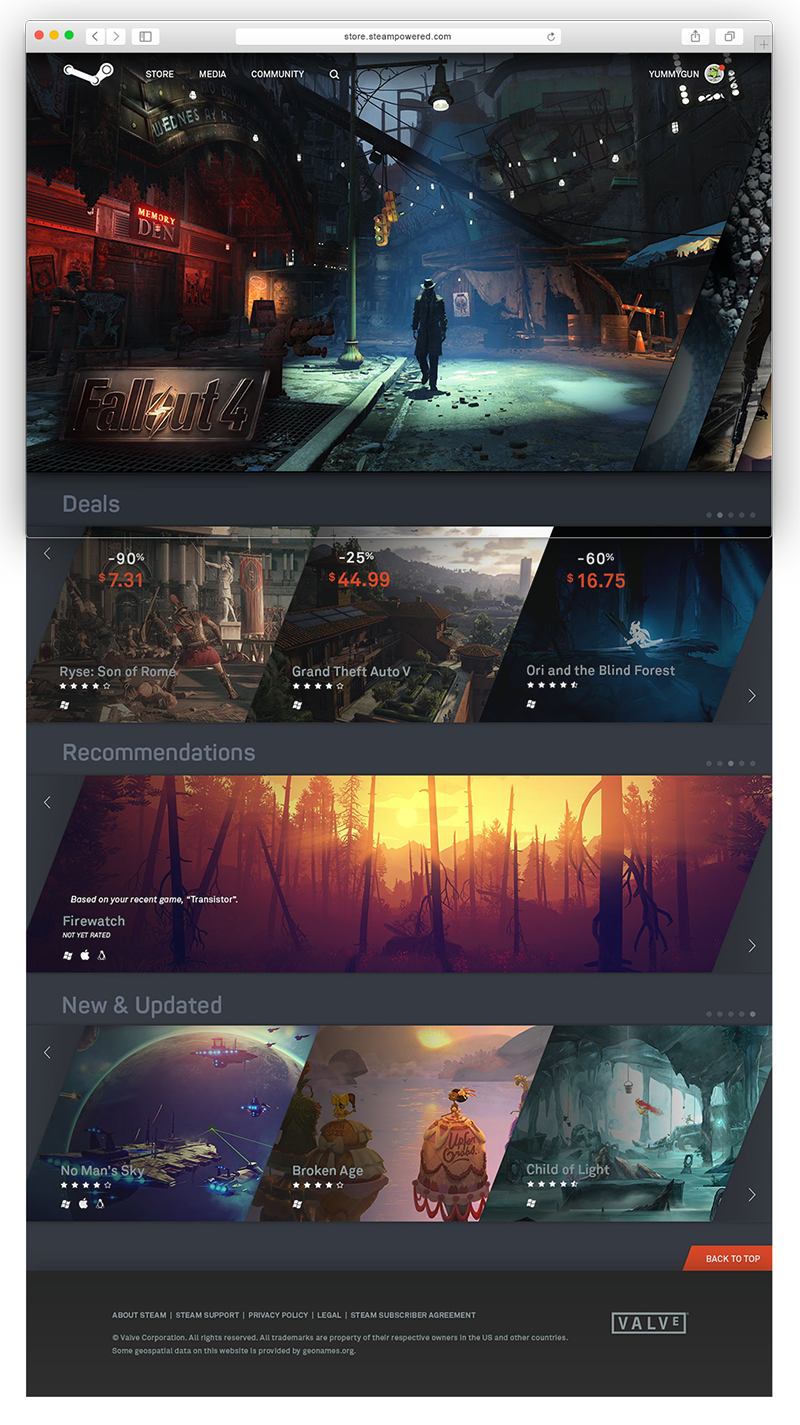 store.steampowered.com
STORE MEDIA COMMUNITY
YUMMYGUN
WEDNESDAY
MEMORY
DEN
Fallout 4
Deals
-90%
$7.31
Ryse: Son of Rome
-25%
$44.99
Grand Theft Auto V
-60%
$16.75
Ori and the Blind Forest
Recommendations
Based on your recent game, “Transistor”.
Firewatch
NOT YET RATED
New & Updated
No Man's Sky
Broken Age
Child of Light
BACK TO TOP
ABOUT STEAM | STEAM SUPPORT | PRIVACY POLICY | LEGAL | STEAM SUBSCRIBER AGREEMENT
VALVE
© Valve Corporation. All rights reserved. All trademarks are property of their respective owners in the US and other countries.
Some geospatial data on this website is provided by geonames.org.